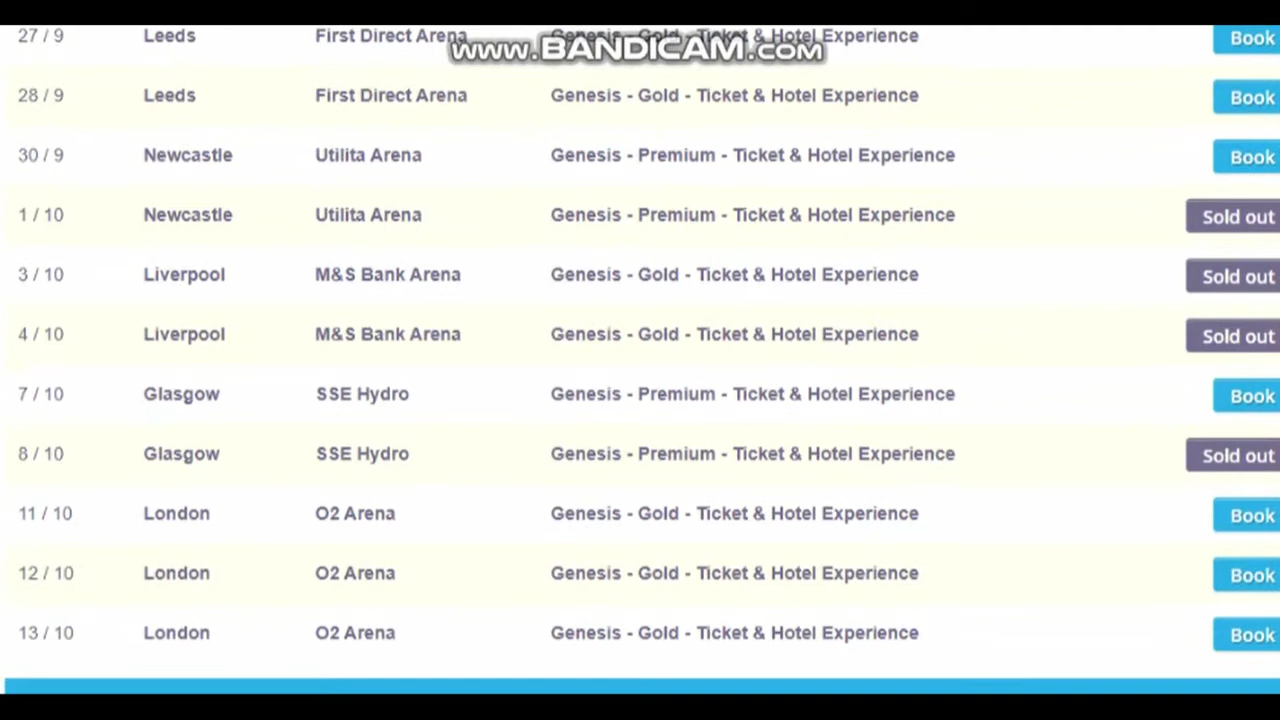 www.BANDICAM.com
27 / 9 Leeds First Direct Arena Genesis - Gold - Ticket & Hotel Experience Book
28 / 9 Leeds First Direct Arena Genesis - Gold - Ticket & Hotel Experience Book
30 / 9 Newcastle Utilita Arena Genesis - Premium - Ticket & Hotel Experience Book
1 / 10 Newcastle Utilita Arena Genesis - Premium - Ticket & Hotel Experience Sold out
3 / 10 Liverpool M&S Bank Arena Genesis - Gold - Ticket & Hotel Experience Sold out
4 / 10 Liverpool M&S Bank Arena Genesis - Gold - Ticket & Hotel Experience Sold out
7 / 10 Glasgow SSE Hydro Genesis - Premium - Ticket & Hotel Experience Book
8 / 10 Glasgow SSE Hydro Genesis - Premium - Ticket & Hotel Experience Sold out
11 / 10 London O2 Arena Genesis - Gold - Ticket & Hotel Experience Book
12 / 10 London O2 Arena Genesis - Gold - Ticket & Hotel Experience Book
13 / 10 London O2 Arena Genesis - Gold - Ticket & Hotel Experience Book